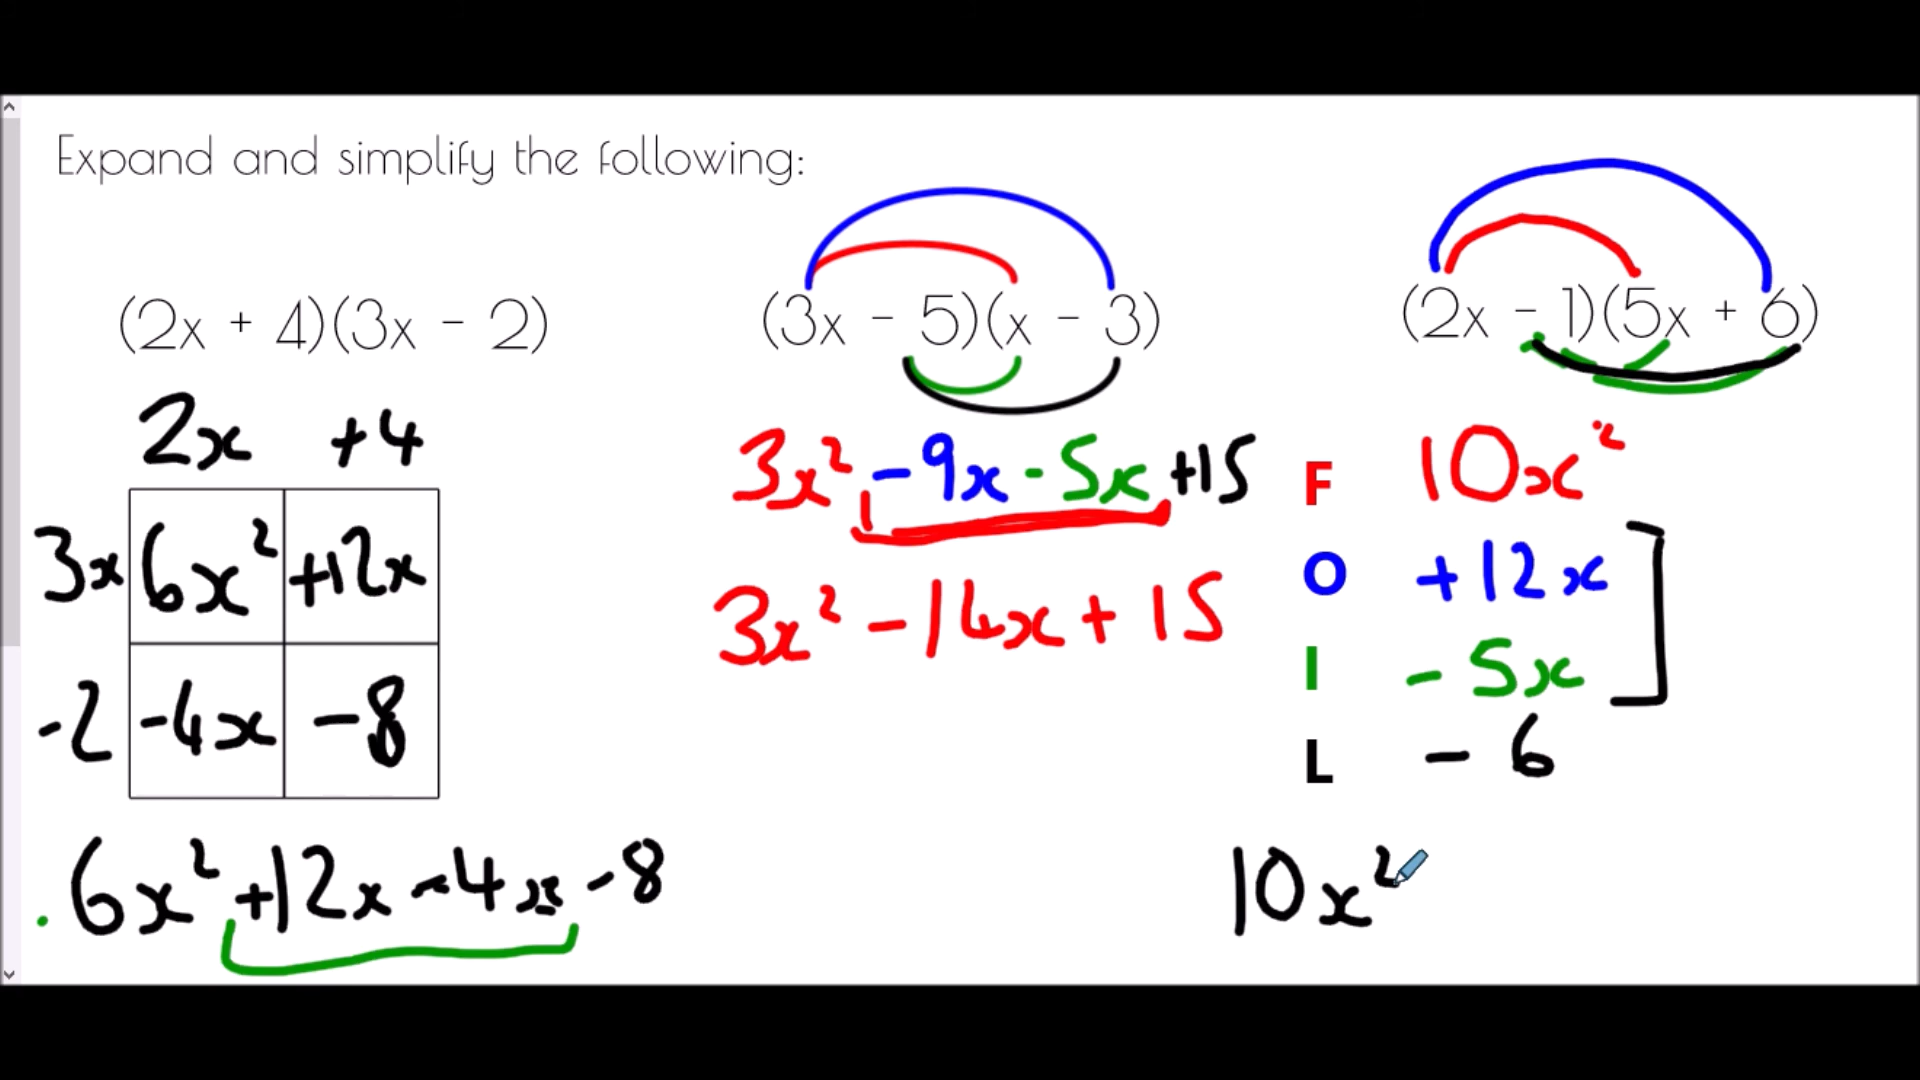 Expand and simplify the following:
(2x + 4)(3x - 2)
2x +4
3x 6x² +12x
-2 -4x -8
6x² +12x -4x -8
(3x - 5)(x - 3)
3x² -9x -5x +15
3x² -14x + 15
(2x - 1)(5x + 6)
F 10x²
O +12x
I -5x
L -6
10x²